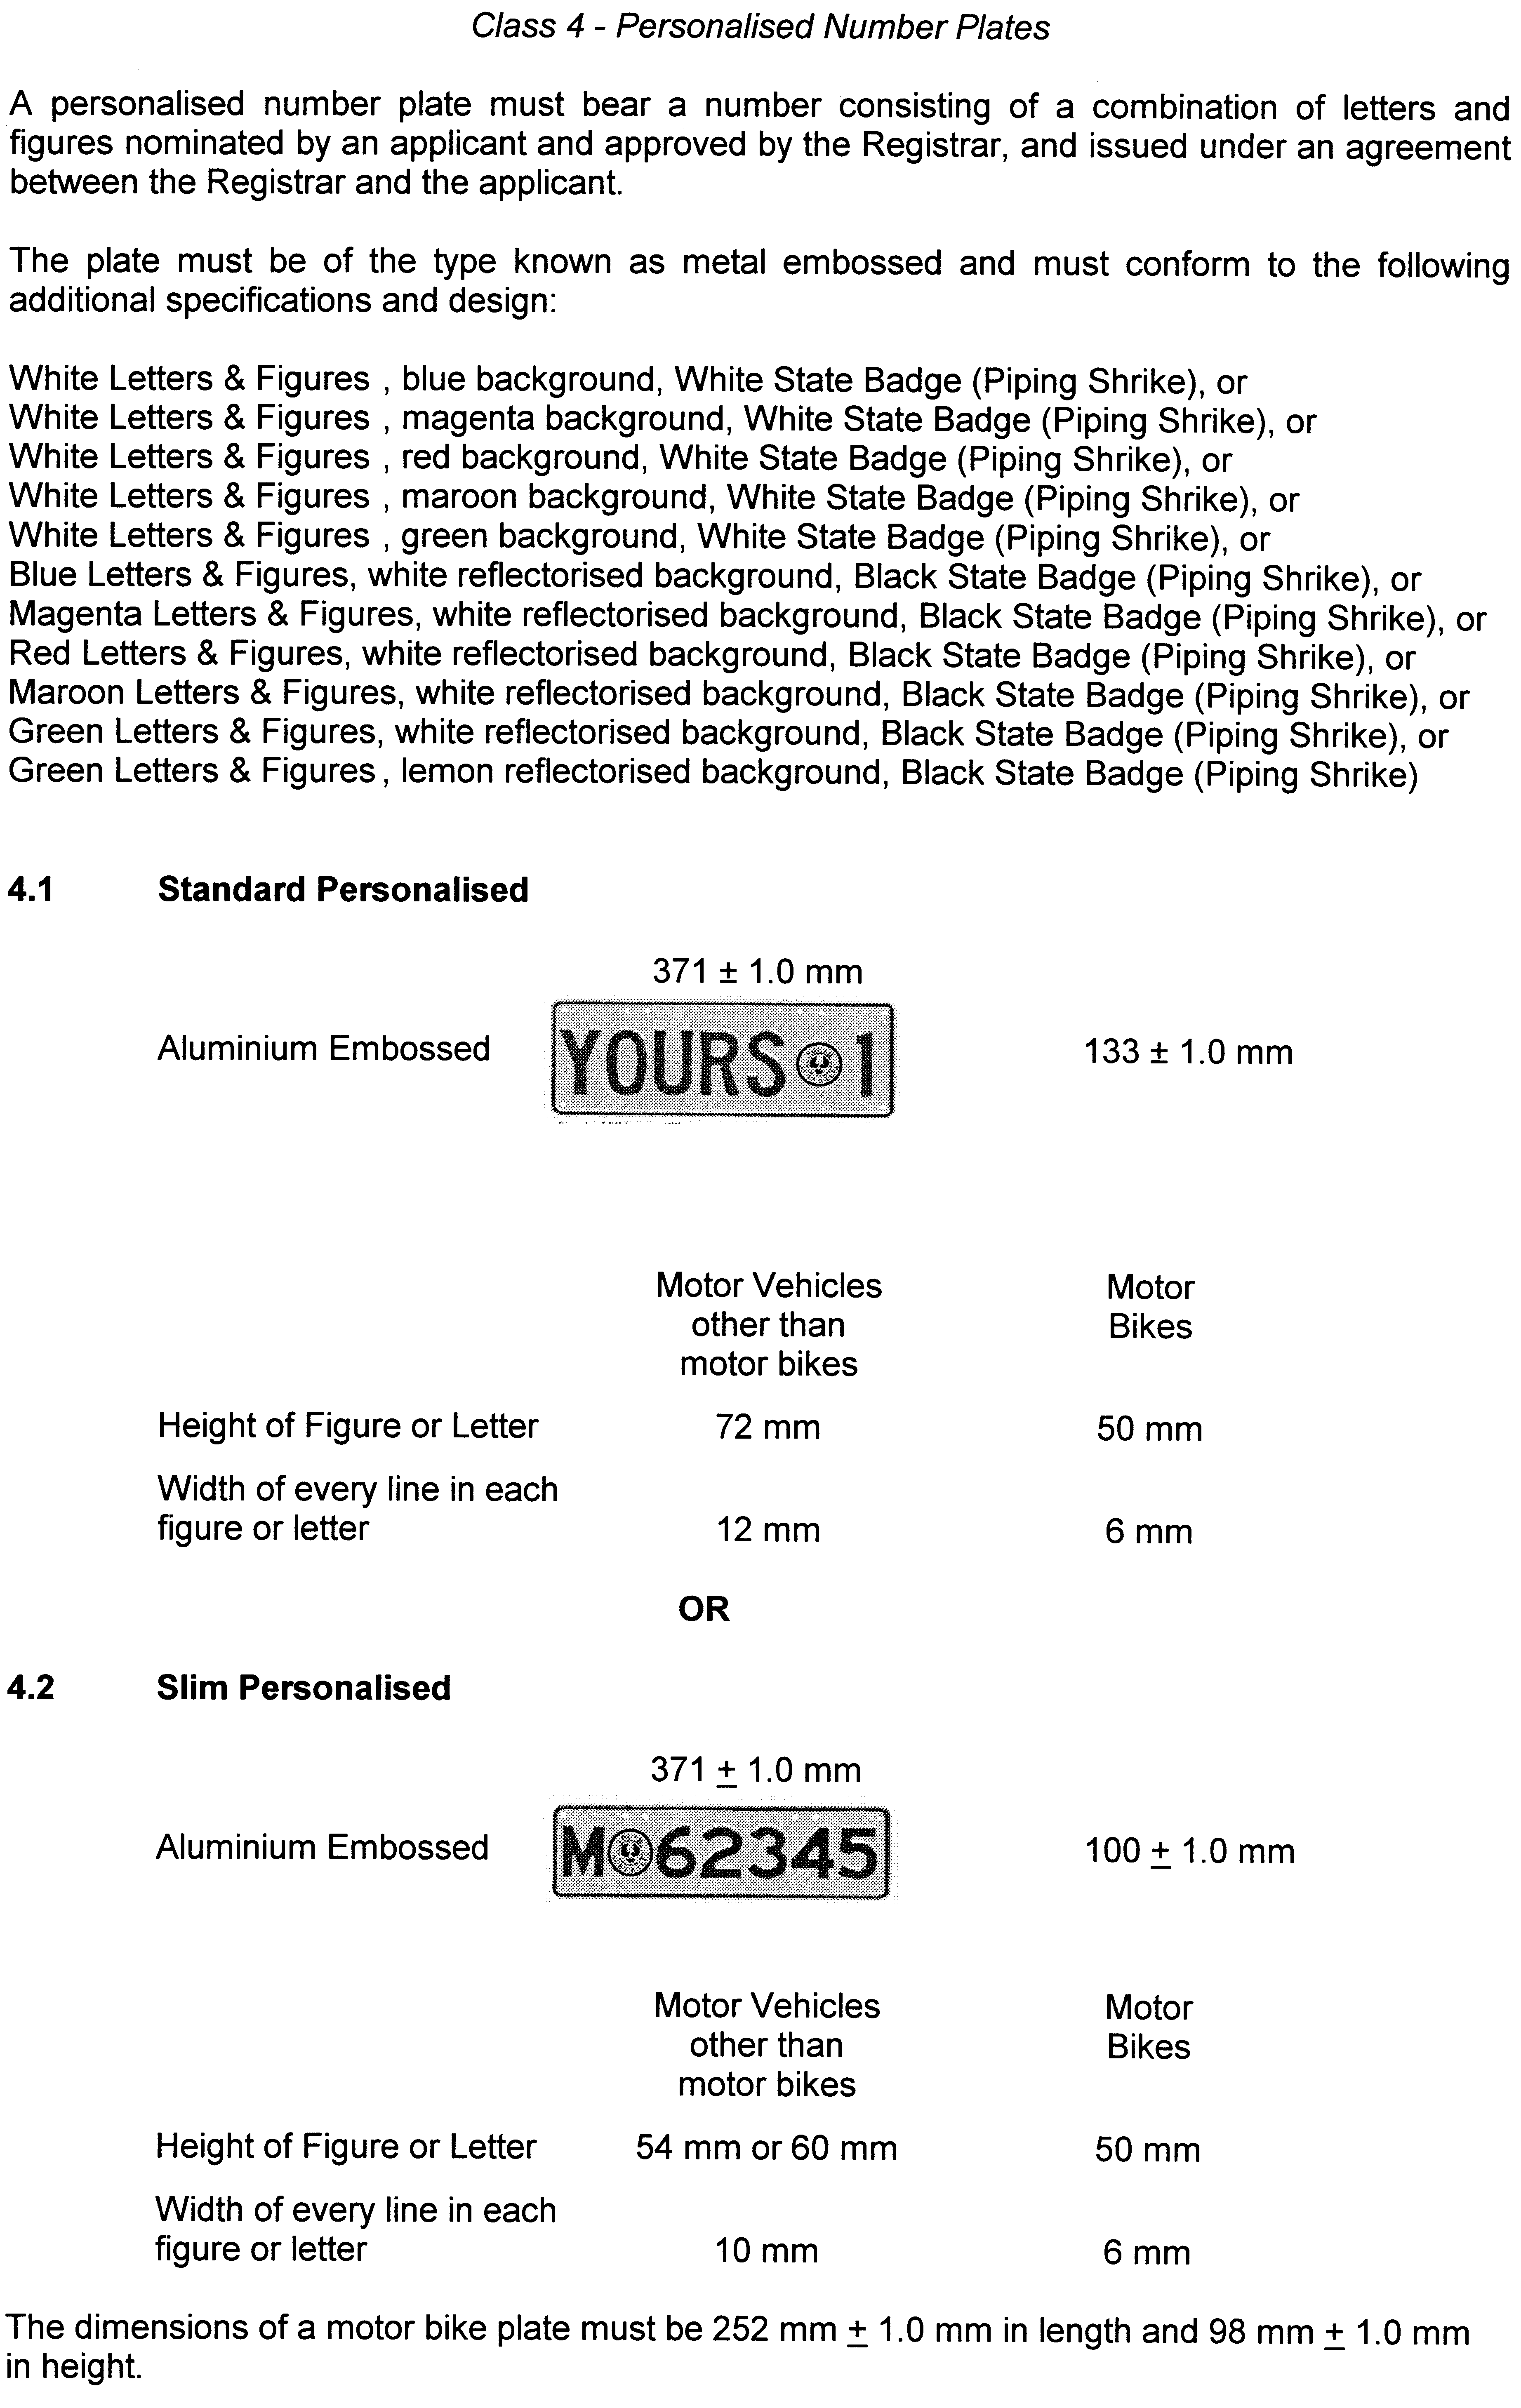 Class 4 - Personalised Number Plates
A personalised number plate must bear a number consisting of a combination of letters and
figures nominated by an applicant and approved by the Registrar, and issued under an agreement
between the Registrar and the applicant.
The plate must be of the type known as metal embossed and must conform to the following
additional specifications and design:
White Letters & Figures , blue background, White State Badge (Piping Shrike), or
White Letters & Figures , magenta background, White State Badge (Piping Shrike), or
White Letters & Figures , red background, White State Badge (Piping Shrike), or
White Letters & Figures , maroon background, White State Badge (Piping Shrike), or
White Letters & Figures , green background, White State Badge (Piping Shrike), or
Blue Letters & Figures, white reflectorised background, Black State Badge (Piping Shrike), or
Magenta Letters & Figures, white reflectorised background, Black State Badge (Piping Shrike), or
Red Letters & Figures, white reflectorised background, Black State Badge (Piping Shrike), or
Maroon Letters & Figures, white reflectorised background, Black State Badge (Piping Shrike), or
Green Letters & Figures, white reflectorised background, Black State Badge (Piping Shrike), or
Green Letters & Figures , lemon reflectorised background, Black State Badge (Piping Shrike)
4.1 Standard Personalised
371 ± 1.0 mm
Aluminium Embossed YOURS 1 133 ± 1.0 mm
Motor Vehicles Motor
other than Bikes
motor bikes
Height of Figure or Letter 72 mm 50 mm
Width of every line in each
figure or letter 12 mm 6 mm
OR
4.2 Slim Personalised
371 ± 1.0 mm
Aluminium Embossed M 62345 100 ± 1.0 mm
Motor Vehicles Motor
other than Bikes
motor bikes
Height of Figure or Letter 54 mm or 60 mm 50 mm
Width of every line in each
figure or letter 10 mm 6 mm
The dimensions of a motor bike plate must be 252 mm ± 1.0 mm in length and 98 mm ± 1.0 mm
in height.